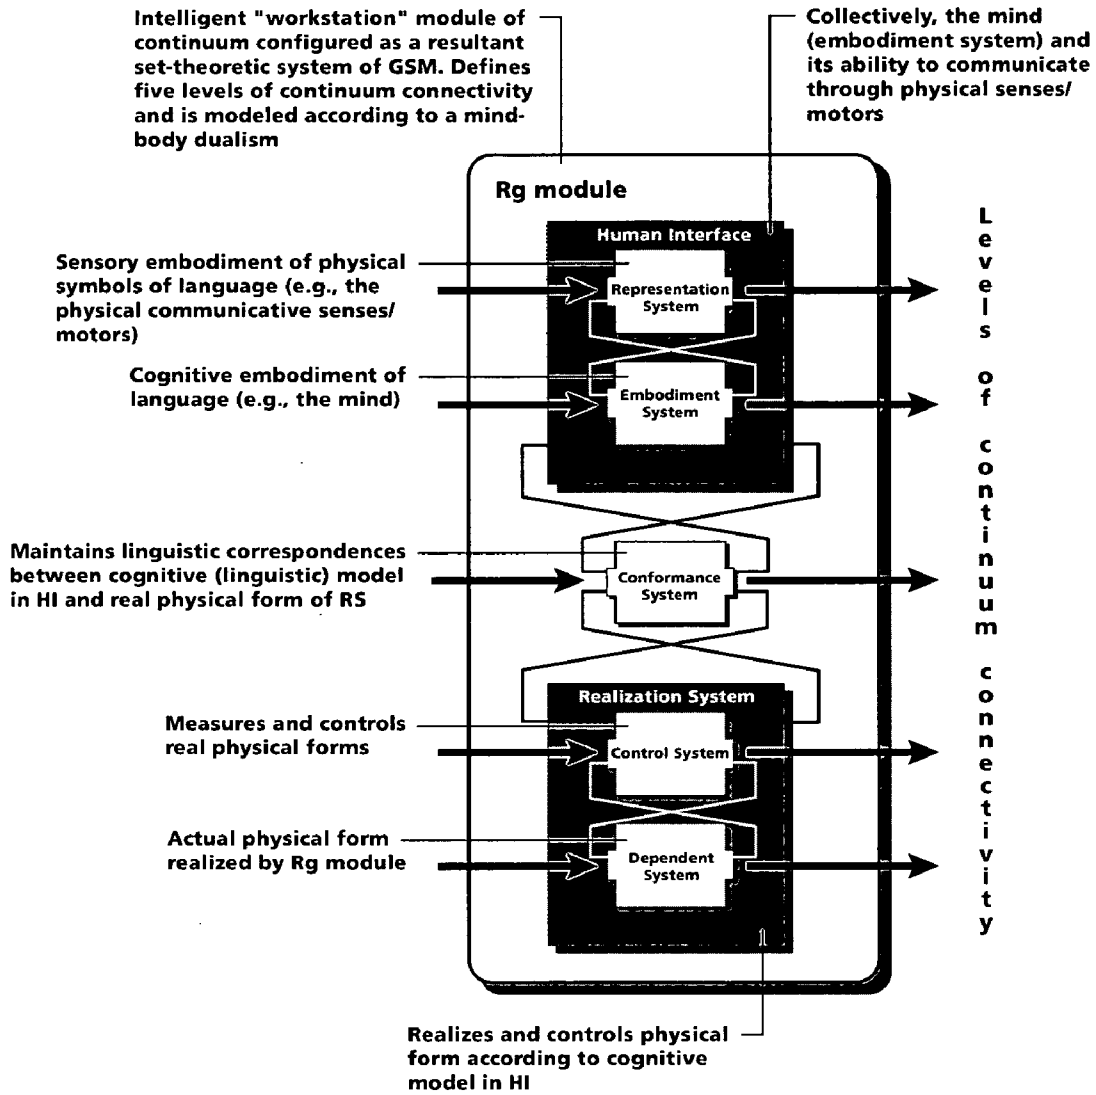 Intelligent "workstation" module of
continuum configured as a resultant
set-theoretic system of GSM. Defines
five levels of continuum connectivity
and is modeled according to a mind-
body dualism
Collectively, the mind
(embodiment system) and
its ability to communicate
through physical senses/
motors
Rg module
Human Interface
Sensory embodiment of physical
symbols of language (e.g., the
physical communicative senses/
motors)
Representation
System
Cognitive embodiment of
language (e.g., the mind)
Embodiment
System
Maintains linguistic correspondences
between cognitive (linguistic) model
in HI and real physical form of RS
Conformance
System
Realization System
Measures and controls
real physical forms
Control System
Actual physical form
realized by Rg module
Dependent
System
Realizes and controls physical
form according to cognitive
model in HI
Levels of continuum connectivity